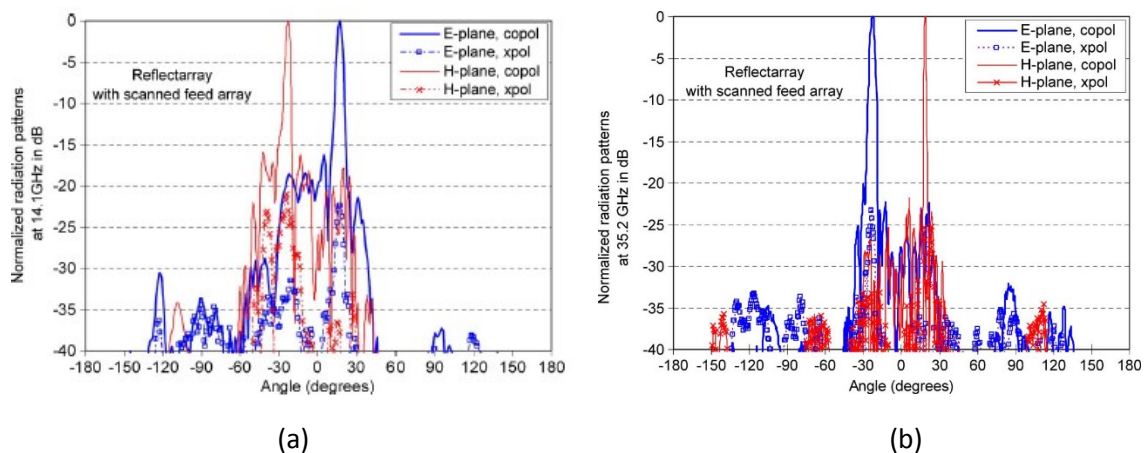 0
-5
-10
-15
-20
-25
-30
-35
-40
Normalized radiation patterns
at 14.1GHz in dB
Reflectarray
with scanned feed array
E-plane, copol
E-plane, xpol
H-plane, copol
H-plane, xpol
-180 -150 -120 -90 -60 -30 0 30 60 90 120 150 180
Angle (degrees)
(a)
0
-5
-10
-15
-20
-25
-30
-35
-40
Normalized radiation patterns
at 35.2 GHz in dB
Reflectarray
with scanned feed array
E-plane, copol
E-plane, xpol
H-plane, copol
H-plane, xpol
-180 -150 -120 -90 -60 -30 0 30 60 90 120 150 180
Angle (degrees)
(b)